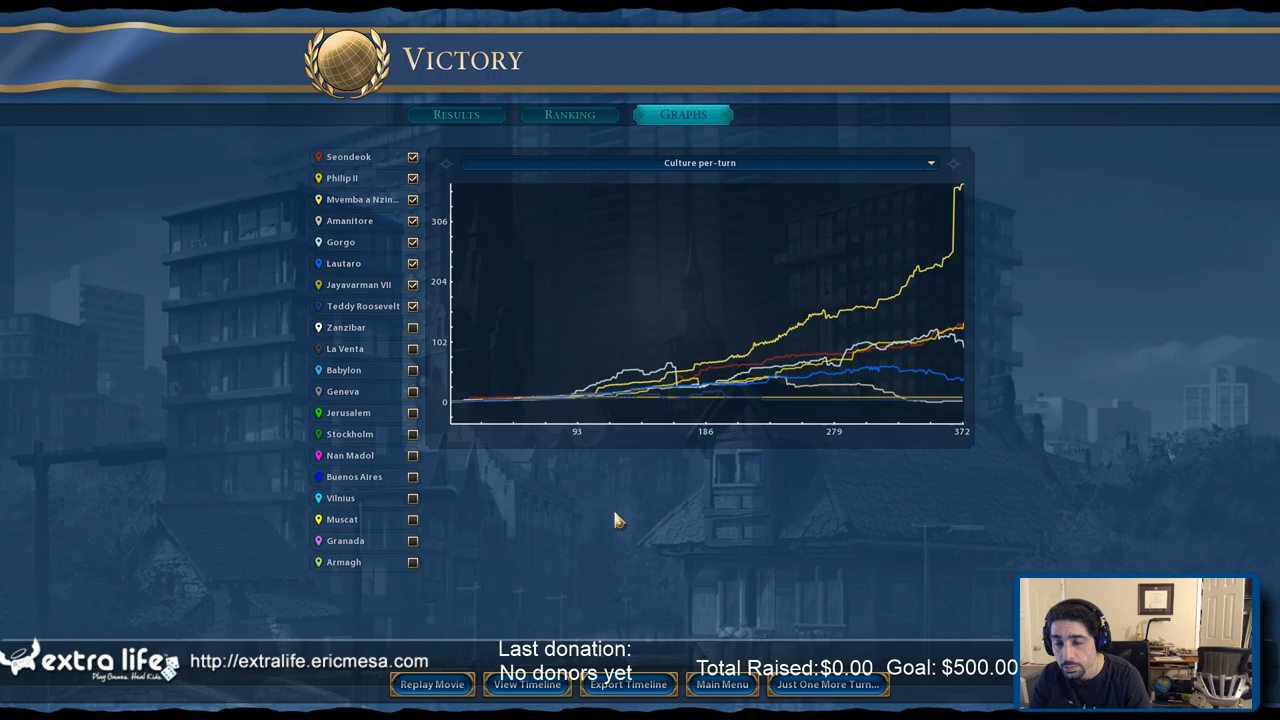 VICTORY
RESULTS
RANKING
GRAPHS
Seondeok
Philip II
Mvemba a Nzin...
Amanitore
Gorgo
Lautaro
Jayavarman VII
Teddy Roosevelt
Zanzibar
La Venta
Babylon
Geneva
Jerusalem
Stockholm
Nan Madol
Buenos Aires
Vilnius
Muscat
Granada
Armagh
Culture per-turn
306
204
102
0
93 186 279 372
extra life
Play Games. Heal Kids.
http://extralife.ericmesa.com
Last donation:
No donors yet
Total Raised:$0.00 Goal: $500.00
Replay Movie
View Timeline
Export Timeline
Main Menu
Just One More Turn...